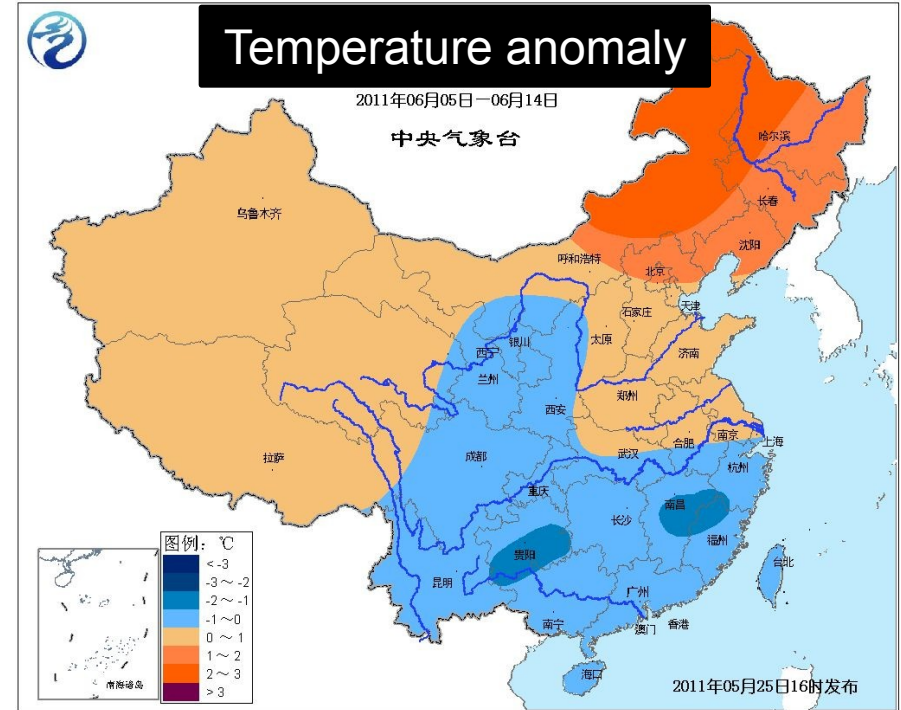 Temperature anomaly
2011年06月05日—06月14日
中央气象台
哈尔滨
长春
乌鲁木齐
沈阳
呼和浩特
北京
天津
石家庄
银川
太原
西宁
济南
兰州
郑州
西安
南京
合肥
上海
武汉
成都
拉萨
杭州
重庆
南昌
长沙
福州
贵阳
台北
昆明
广州
南宁
澳门
香港
海口
图例: ℃
<-3
-3～-2
-2～-1
-1～0
0～1
1～2
2～3
>3
南海诸岛
2011年05月25日16时发布